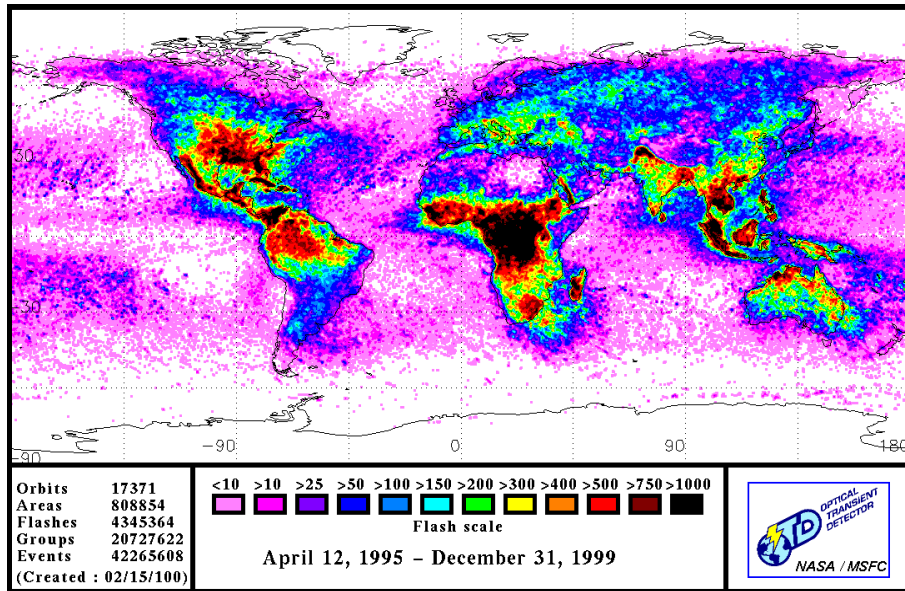 30
30
-90
-90 0 90 180
Orbits 17371
Areas 808854
Flashes 4345364
Groups 20727622
Events 42265608
(Created : 02/15/100)
<10 >10 >25 >50 >100 >150 >200 >300 >400 >500 >750 >1000
Flash scale
April 12, 1995 – December 31, 1999
OTD
OPTICAL
TRANSIENT
DETECTOR
NASA / MSFC